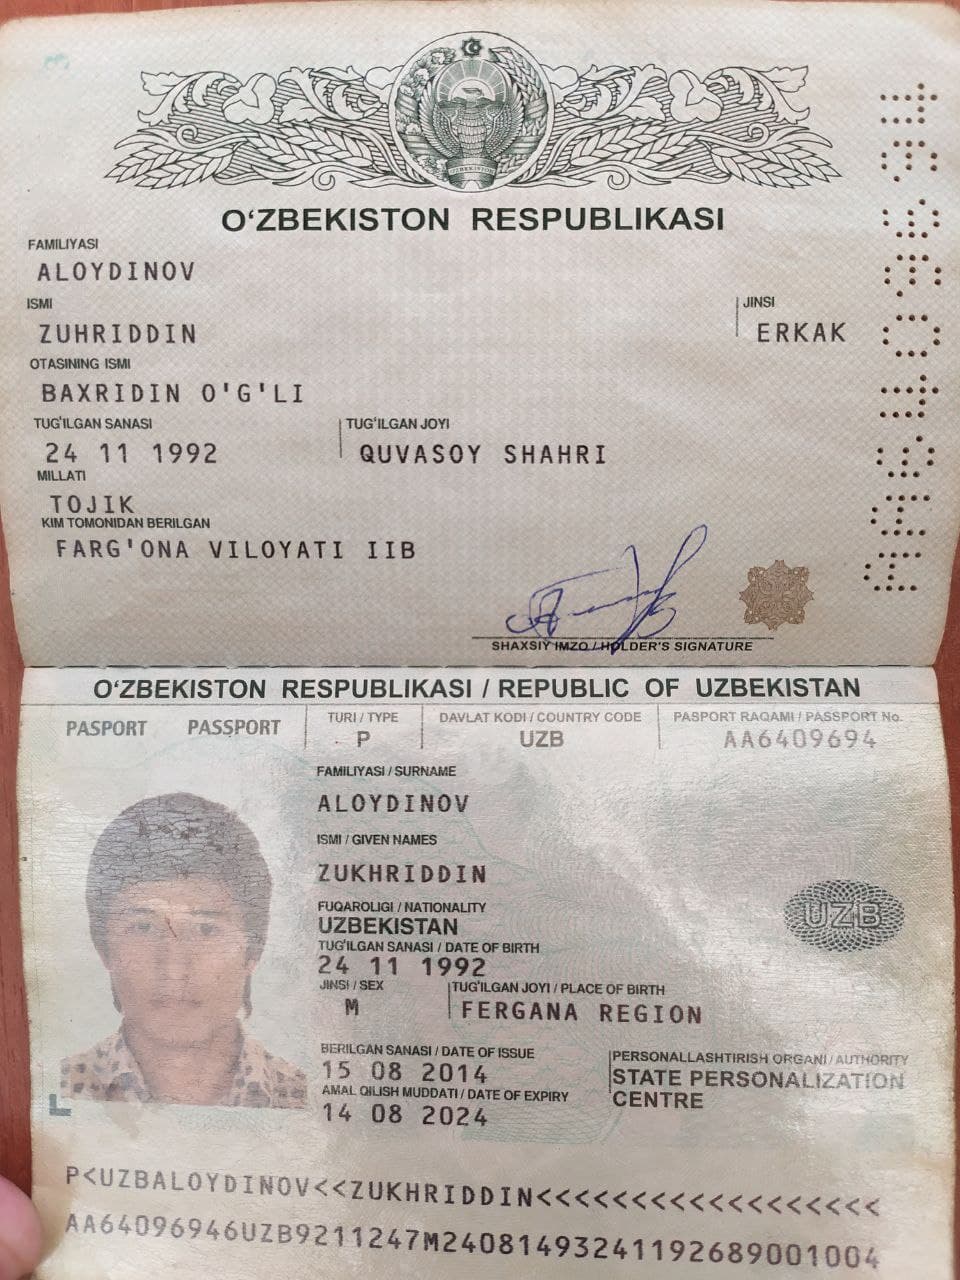 UZBEKISTON
O‘ZBEKISTON RESPUBLIKASI
FAMILIYASI
ALOYDINOV
ISMI
ZUHRIDDIN
JINSI
ERKAK
OTASINING ISMI
BAXRIDIN O'G'LI
TUG‘ILGAN SANASI
24 11 1992
TUG‘ILGAN JOYI
QUVASOY SHAHRI
MILLATI
TOJIK
KIM TOMONIDAN BERILGAN
FARG'ONA VILOYATI IIB
SHAXSIY IMZO / HOLDER'S SIGNATURE
O‘ZBEKISTON RESPUBLIKASI / REPUBLIC OF UZBEKISTAN
PASPORT PASSPORT
TURI / TYPE
P
DAVLAT KODI / COUNTRY CODE
UZB
PASPORT RAQAMI / PASSPORT No.
AA6409694
FAMILIYASI / SURNAME
ALOYDINOV
ISMI / GIVEN NAMES
ZUKHRIDDIN
FUQAROLIGI / NATIONALITY
UZBEKISTAN
UZB
TUG‘ILGAN SANASI / DATE OF BIRTH
24 11 1992
JINSI / SEX
M
TUG‘ILGAN JOYI / PLACE OF BIRTH
FERGANA REGION
BERILGAN SANASI / DATE OF ISSUE
15 08 2014
PERSONALLASHTIRISH ORGANI / AUTHORITY
STATE PERSONALIZATION
CENTRE
AMAL QILISH MUDDATI / DATE OF EXPIRY
14 08 2024
P<UZBALOYDINOV<<ZUKHRIDDIN<<<<<<<<<<<<<<<<<<
AA64096946UZB9211247M24081493241192689001004